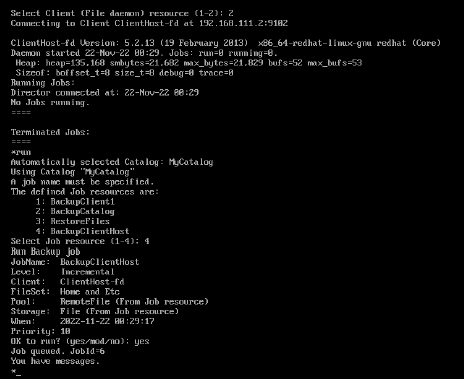 Select Client (File daemon) resource (1-2): 2
Connecting to Client ClientHost-fd at 192.168.111.2:9102

ClientHost-fd Version: 5.2.13 (19 February 2013)  x86_64-redhat-linux-gnu redhat (Core)
Daemon started 22-Nov-22 00:29. Jobs: run=0 running=0.
 Heap: heap=135,168 smbytes=21,682 max_bytes=21,829 bufs=52 max_bufs=53
 Sizeof: boffset_t=8 size_t=8 debug=0 trace=0
Running Jobs:
Director connected at: 22-Nov-22 00:29
No Jobs running.
====

Terminated Jobs:
====
*run
Automatically selected Catalog: MyCatalog
Using Catalog "MyCatalog"
A job name must be specified.
The defined Job resources are:
     1: BackupClient1
     2: BackupCatalog
     3: RestoreFiles
     4: BackupClientHost
Select Job resource (1-4): 4
Run Backup job
JobName:  BackupClientHost
Level:    Incremental
Client:   ClientHost-fd
FileSet:  Home and Etc
Pool:     RemoteFile (From Job resource)
Storage:  File (From Job resource)
When:     2022-11-22 00:29:17
Priority: 10
OK to run? (yes/mod/no): yes
Job queued. JobId=6
You have messages.
*_